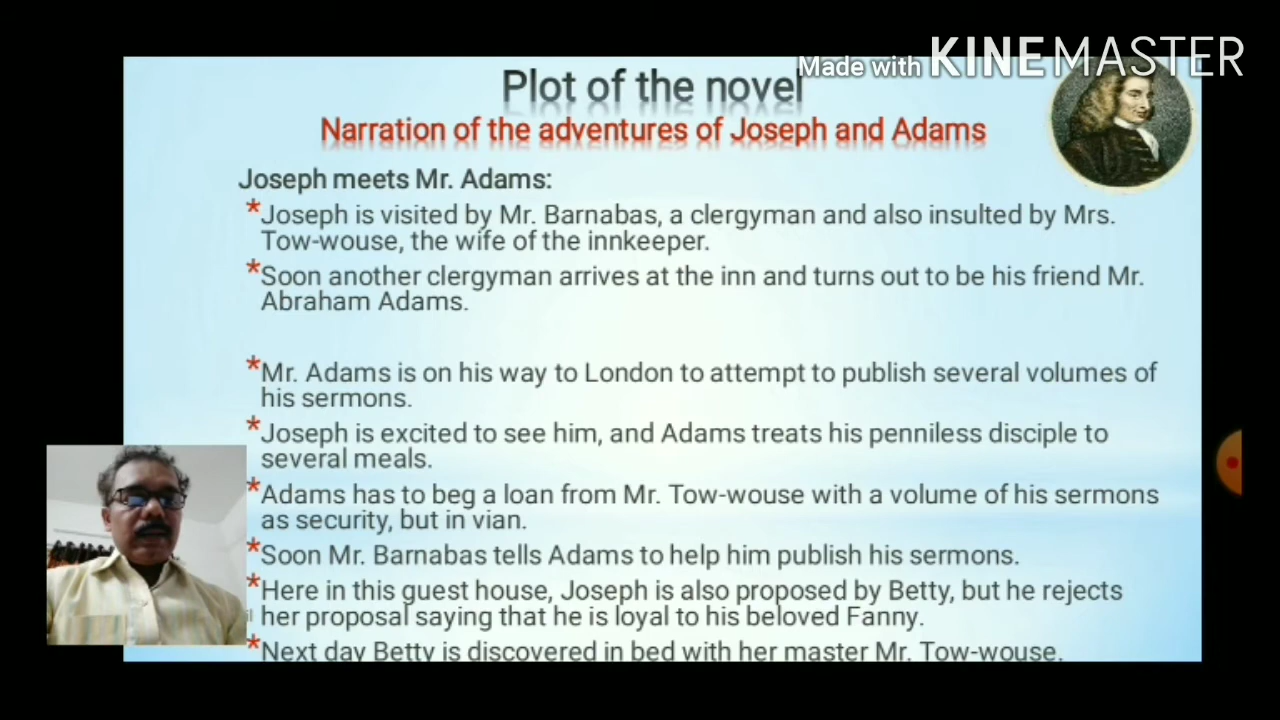 Made with KINEMASTER
Plot of the novel
Narration of the adventures of Joseph and Adams
Joseph meets Mr. Adams:
*Joseph is visited by Mr. Barnabas, a clergyman and also insulted by Mrs.
Tow-wouse, the wife of the innkeeper.
*Soon another clergyman arrives at the inn and turns out to be his friend Mr.
Abraham Adams.
*Mr. Adams is on his way to London to attempt to publish several volumes of
his sermons.
*Joseph is excited to see him, and Adams treats his penniless disciple to
several meals.
*Adams has to beg a loan from Mr. Tow-wouse with a volume of his sermons
as security, but in vian.
*Soon Mr. Barnabas tells Adams to help him publish his sermons.
*Here in this guest house, Joseph is also proposed by Betty, but he rejects
her proposal saying that he is loyal to his beloved Fanny.
*Next day Betty is discovered in bed with her master Mr. Tow-wouse.